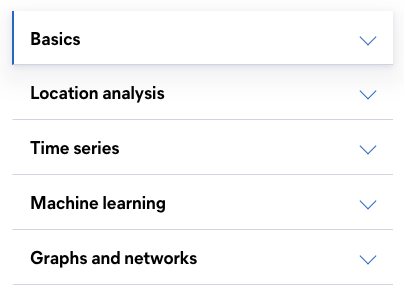 Basics
Location analysis
Time series
Machine learning
Graphs and networks